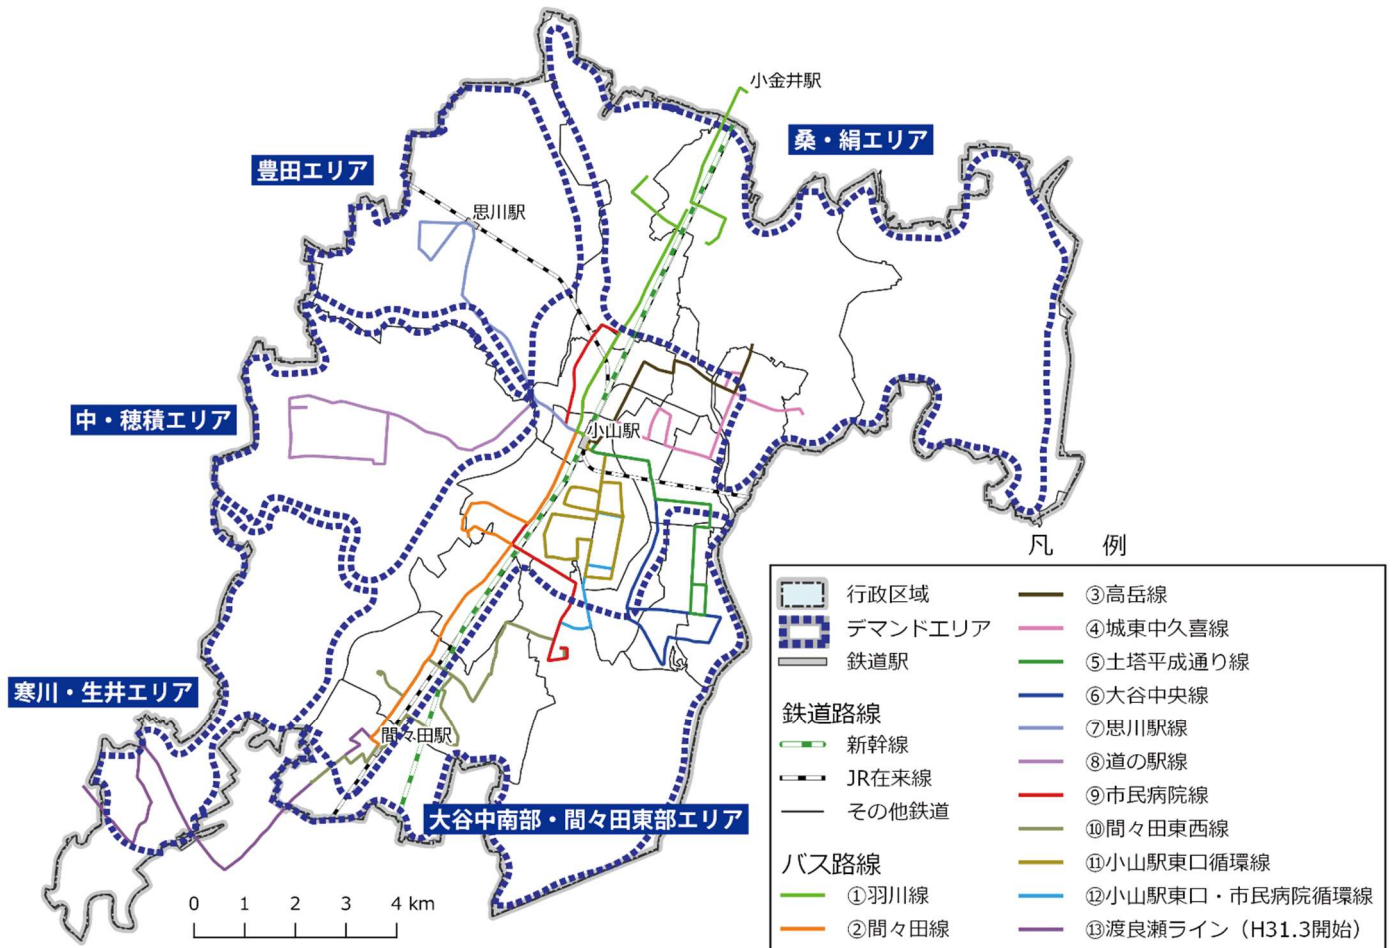 小金井駅
桑・絹エリア
豊田エリア
思川駅
中・穂積エリア
小山駅
寒川・生井エリア
間々田駅
大谷中南部・間々田東部エリア
0 1 2 3 4 km
凡 例
行政区域
デマンドエリア
鉄道駅
鉄道路線
新幹線
JR在来線
その他鉄道
バス路線
①羽川線
②間々田線
③高岳線
④城東中久喜線
⑤土塔平成通り線
⑥大谷中央線
⑦思川駅線
⑧道の駅線
⑨市民病院線
⑩間々田東西線
⑪小山駅東口循環線
⑫小山駅東口・市民病院循環線
⑬渡良瀬ライン（H31.3開始）